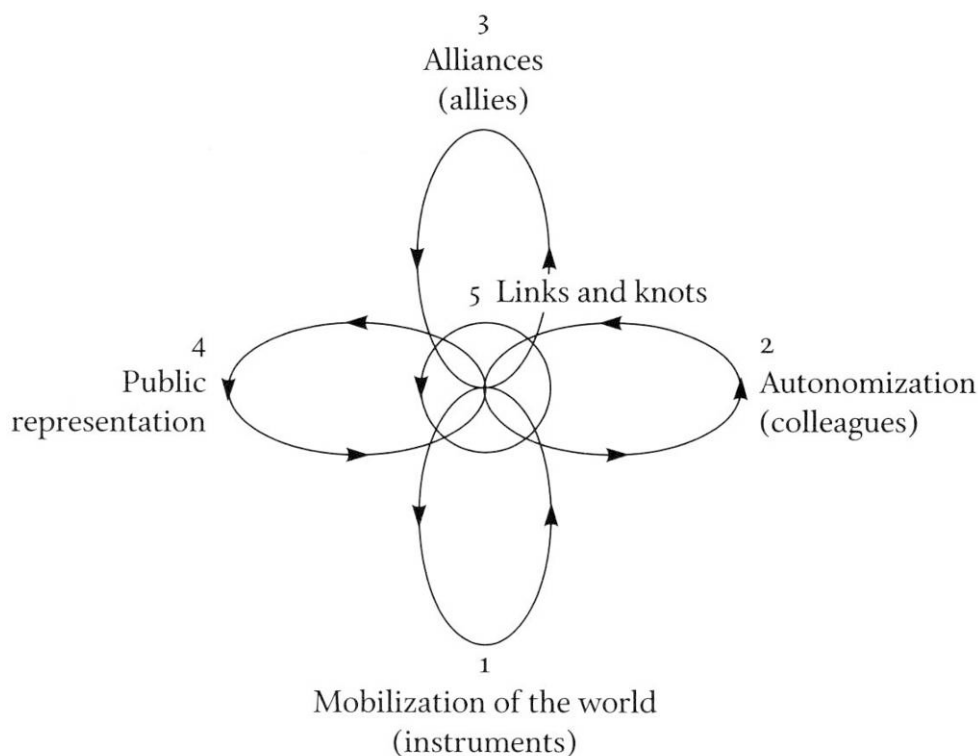 3
Alliances
(allies)
5 Links and knots
4
Public
representation
2
Autonomization
(colleagues)
1
Mobilization of the world
(instruments)